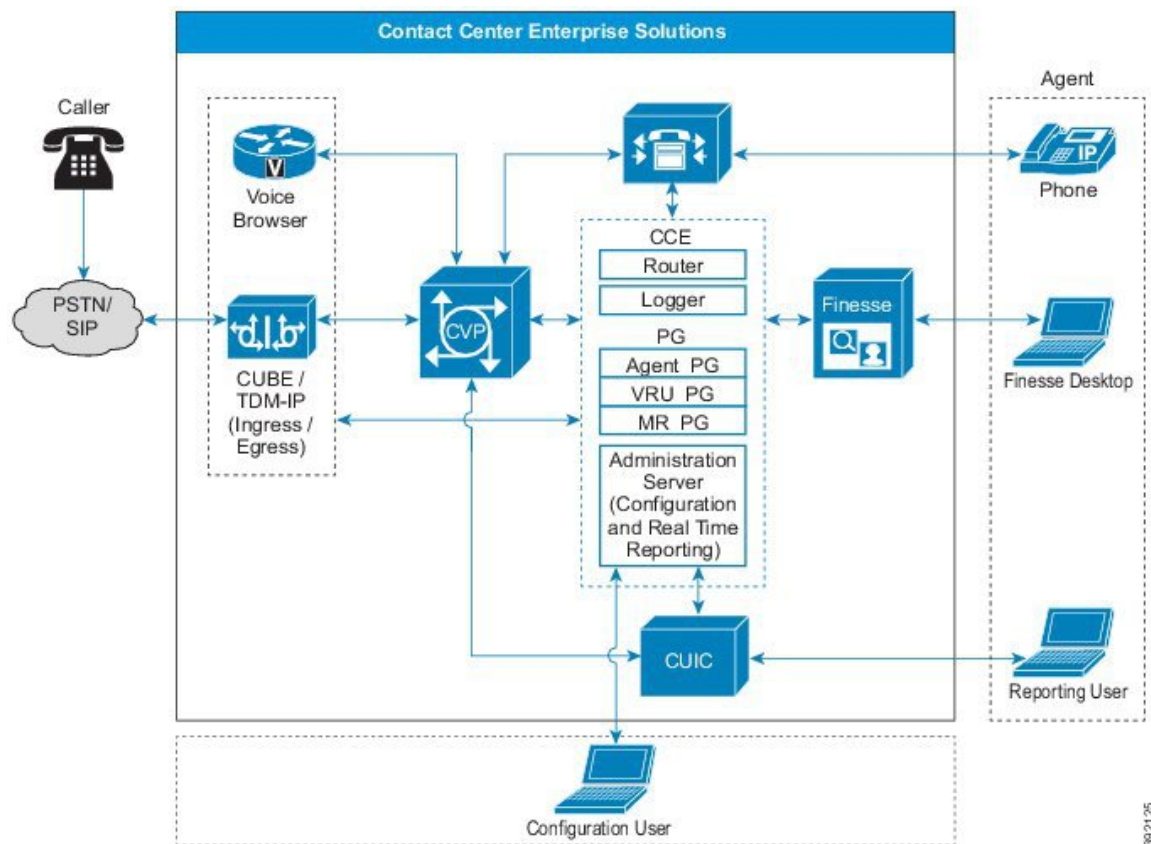 Contact Center Enterprise Solutions
Caller
Agent
V
Voice
Browser
IP
Phone
PSTN/
SIP
CUBE /
TDM-IP
(Ingress /
Egress)
CVP
CCE
Router
Logger
PG
Agent PG
VRU PG
MR PG
Administration
Server
(Configuration
and Real Time
Reporting)
Finesse
Finesse Desktop
CUIC
Reporting User
Configuration User
392125